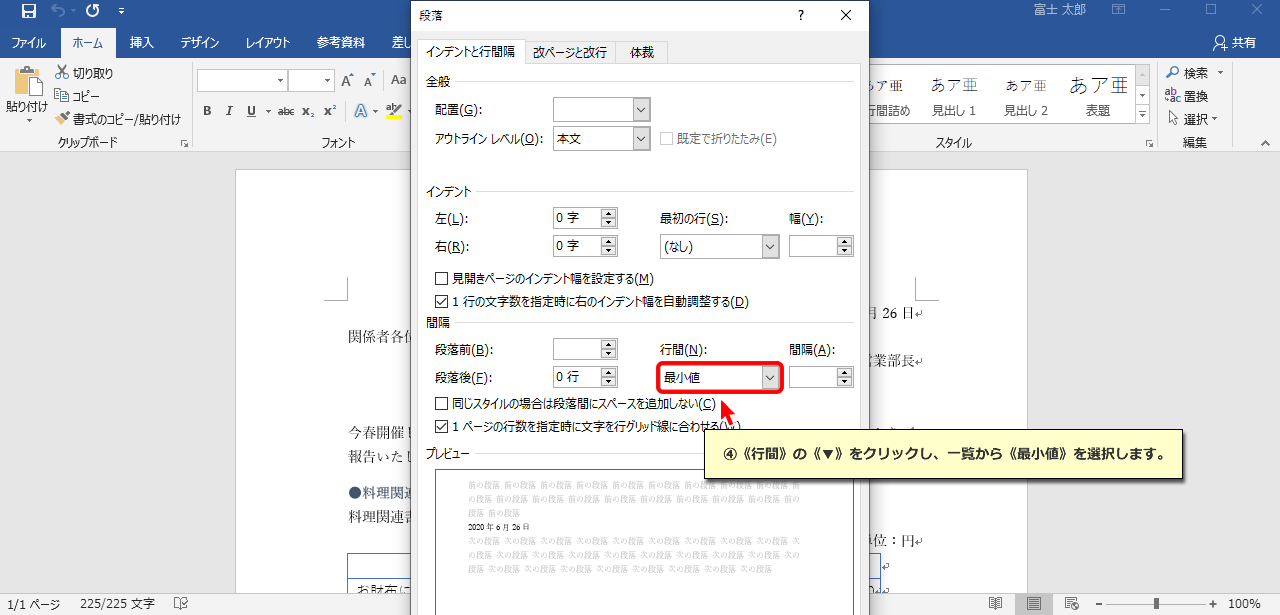 富士 太郎
ファイル
ホーム
挿入
デザイン
レイアウト
参考資料
差し
共有
貼り付け
切り取り
コピー
書式のコピー/貼り付け
クリップボード
B I U abc x₂ x²
A A Aa
A ab
フォント
あア亜 あア亜 あア亜 あア亜
行間詰め 見出し 1 見出し 2 表題
スタイル
検索
置換
選択
編集
段落
? ×
インデントと行間隔 改ページと改行 体裁
全般
配置(G):
アウトライン レベル(O): 本文 既定で折りたたみ(E)
インデント
左(L): 0 字 最初の行(S): 幅(Y):
右(R): 0 字 (なし)
見開きページのインデント幅を設定する(M)
1 行の文字数を指定時に右のインデント幅を自動調整する(D)
間隔
段落前(B): 行間(N): 間隔(A):
段落後(F): 0 行 最小値
同じスタイルの場合は段落間にスペースを追加しない(C)
1 ページの行数を指定時に文字を行グリッド線に合わせる(W)
④《行間》の《▼》をクリックし、一覧から《最小値》を選択します。
プレビュー
前の段落 前の段落 前の段落 前の段落 前の段落 前の段落 前の段落 前の段落 前の段落 前の
段落 前の段落 前の段落 前の段落 前の段落 前の段落 前の段落 前の段落 前の段落 前の
段落 前の段落
2020 年 6 月 26 日
次の段落 次の段落 次の段落 次の段落 次の段落 次の段落 次の段落 次の段落 次の段落 次
の段落 次の段落 次の段落 次の段落 次の段落 次の段落 次の段落 次の段落 次の段落 次の段落
次の段落 次の段落 次の段落 次の段落 次の段落 次の段落 次の段落 次の段落
月 26 日
関係者各位
営業部長
今春開催し
報告いたし
●料理関連
料理関連書
単位：円
お財布に
1/1 ページ 225/225 文字
100%